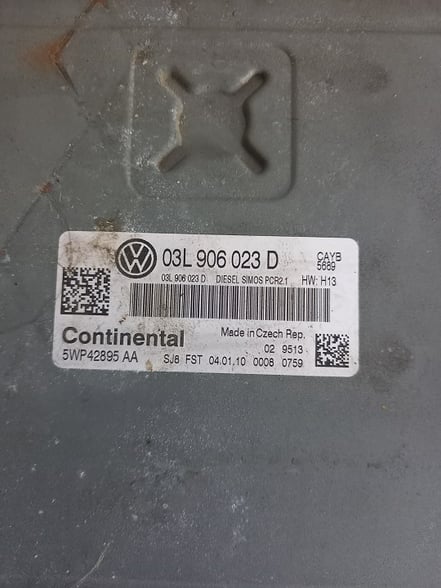 03L 906 023 D
CAYB
5689
03L 906 023 D DIESEL SIMOS PCR2.1 HW: H13
Continental
Made in Czech Rep.
02 9513
5WP42895 AA
SJ8 FST 04.01.10 0008 0759